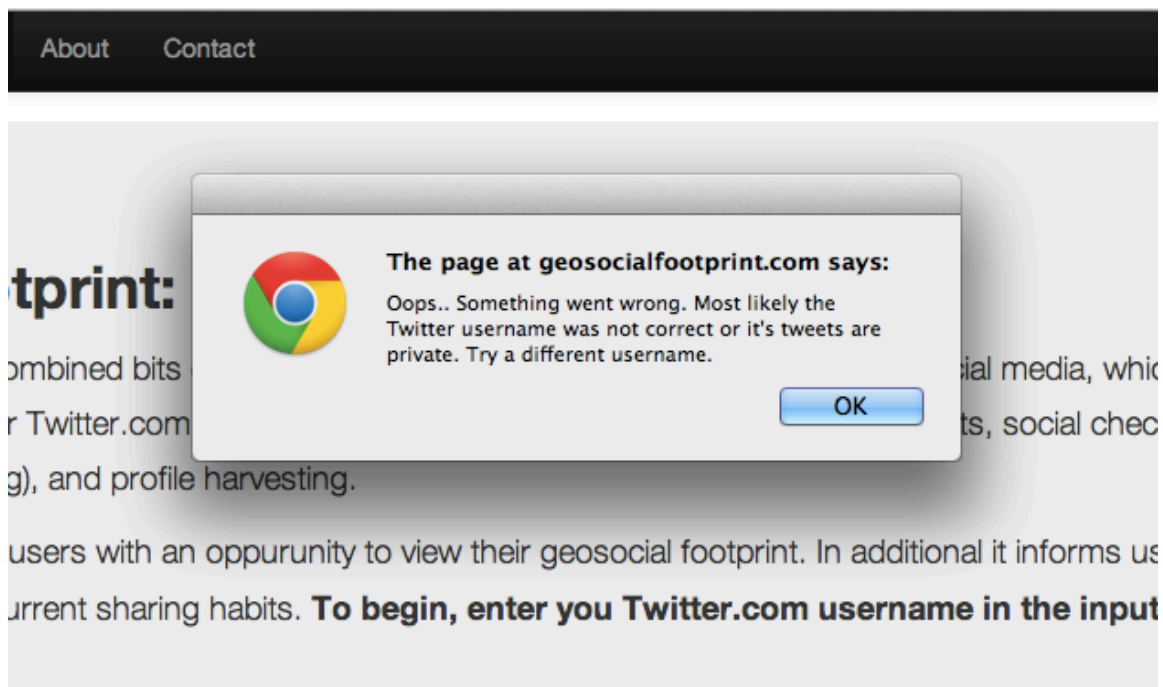 About Contact
The page at geosocialfootprint.com says:
Oops.. Something went wrong. Most likely the
Twitter username was not correct or it's tweets are
private. Try a different username.
OK
tprint:
ombined bits ial media, whic
r Twitter.com ts, social chec
g), and profile harvesting.
users with an oppurunity to view their geosocial footprint. In additional it informs us
urrent sharing habits. To begin, enter you Twitter.com username in the input